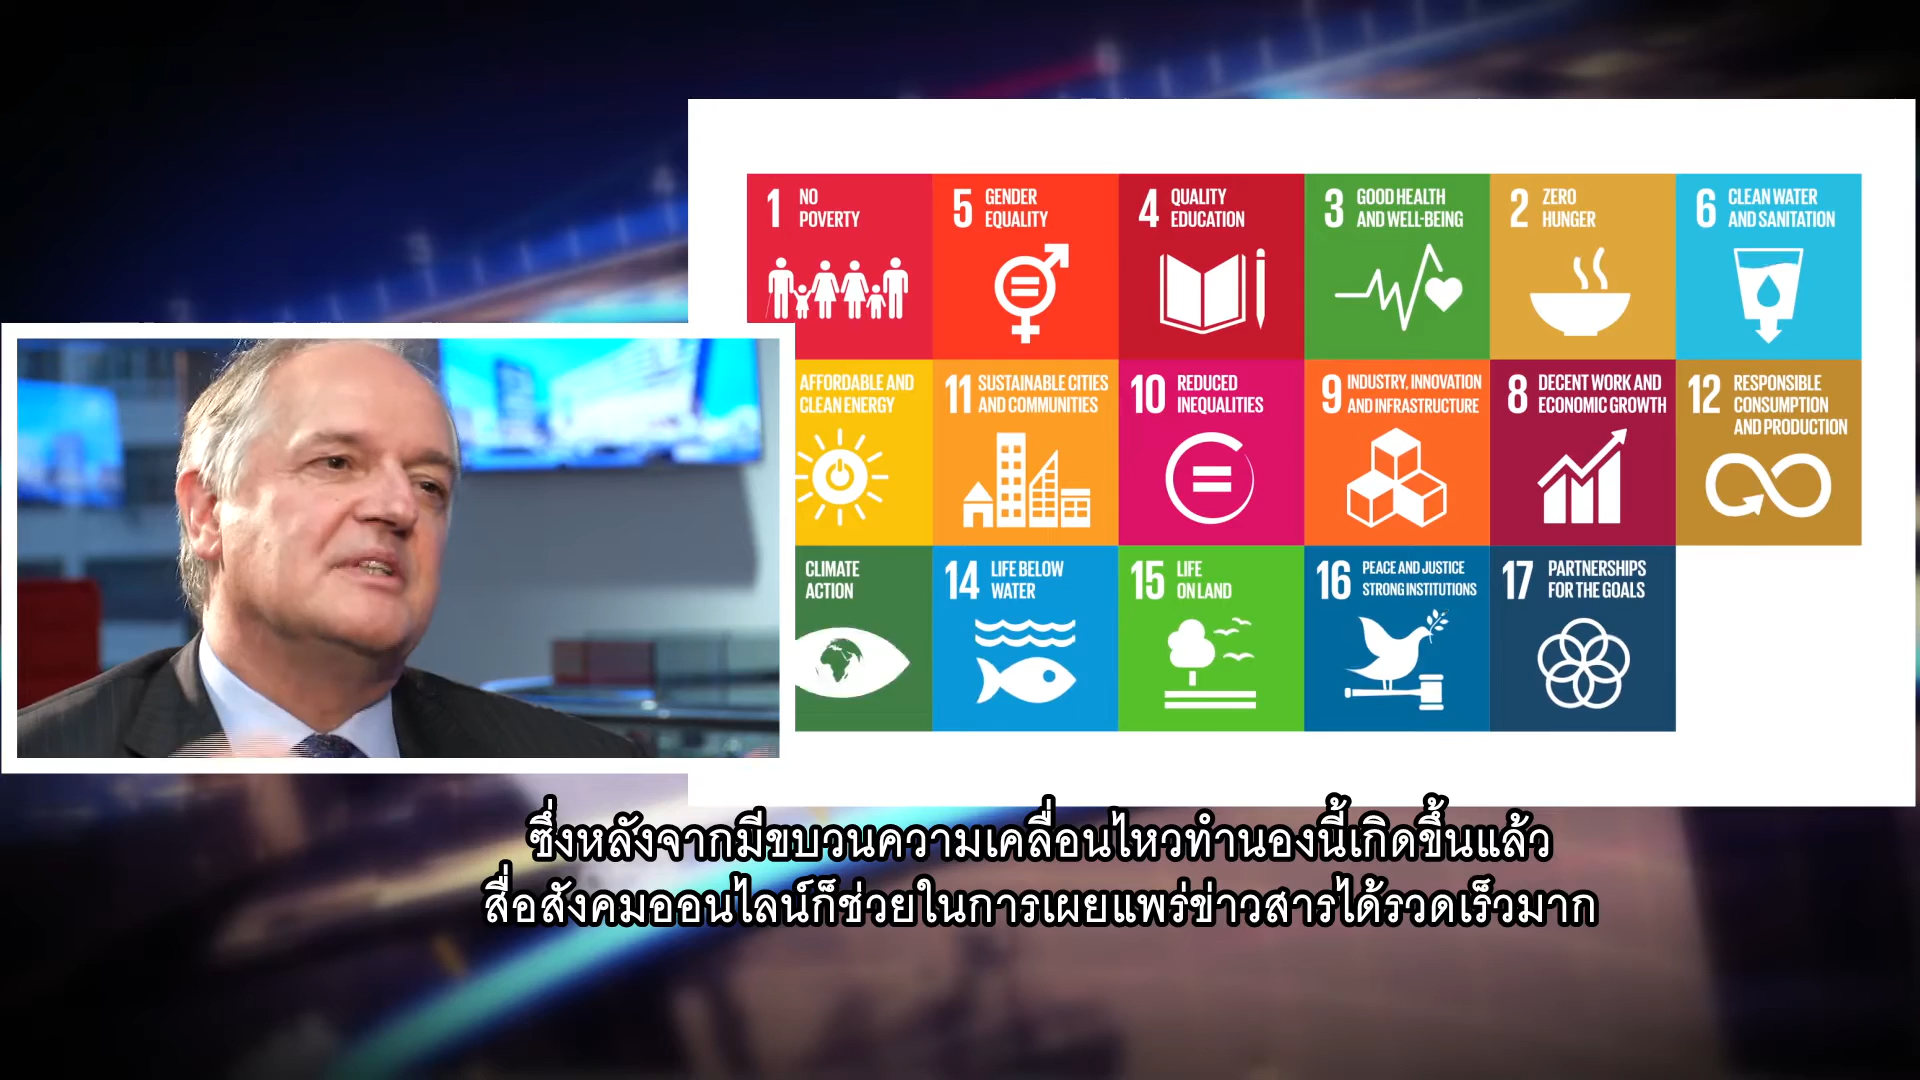 1 NO
POVERTY
5 GENDER
EQUALITY
4 QUALITY
EDUCATION
3 GOOD HEALTH
AND WELL-BEING
2 ZERO
HUNGER
6 CLEAN WATER
AND SANITATION
AFFORDABLE AND
CLEAN ENERGY
11 SUSTAINABLE CITIES
AND COMMUNITIES
10 REDUCED
INEQUALITIES
9 INDUSTRY, INNOVATION
AND INFRASTRUCTURE
8 DECENT WORK AND
ECONOMIC GROWTH
12 RESPONSIBLE
CONSUMPTION
AND PRODUCTION
CLIMATE
ACTION
14 LIFE BELOW
WATER
15 LIFE
ON LAND
16 PEACE AND JUSTICE
STRONG INSTITUTIONS
17 PARTNERSHIPS
FOR THE GOALS
ซึ่งหลังจากมีขบวนความเคลื่อนไหวทำนองนี้เกิดขึ้นแล้ว
สื่อสังคมออนไลน์ก็ช่วยในการเผยแพร่ข่าวสารได้รวดเร็วมาก